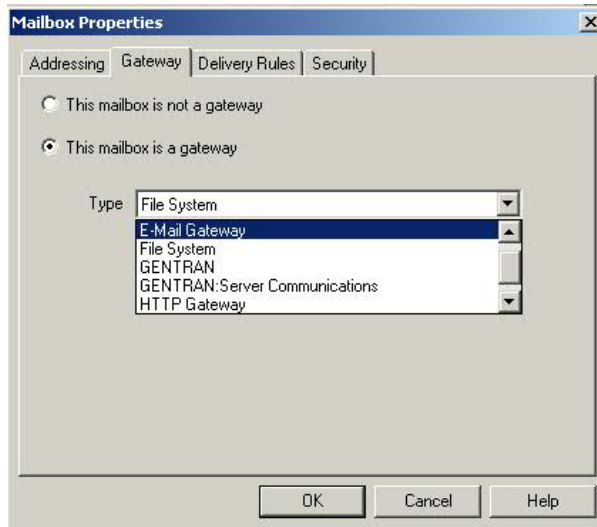 Mailbox Properties
Addressing Gateway Delivery Rules Security
This mailbox is not a gateway
This mailbox is a gateway
Type File System
E-Mail Gateway
File System
GENTRAN
GENTRAN:Server Communications
HTTP Gateway
OK Cancel Help